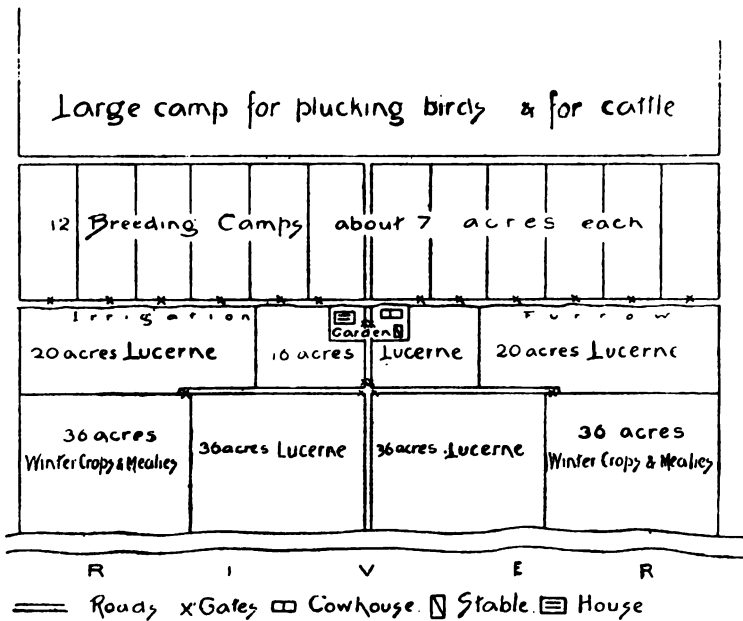 Large camp for plucking birds & for cattle
12 Breeding Camps about 7 acres each
Irrigation Furrow
Garden
20 acres Lucerne 16 acres Lucerne 20 acres Lucerne
36 acres
Winter Crops & Mealies
36 acres Lucerne
36 acres Lucerne
36 acres
Winter Crops & Mealies
RIVER
Roads x Gates Cowhouse. Stable. House